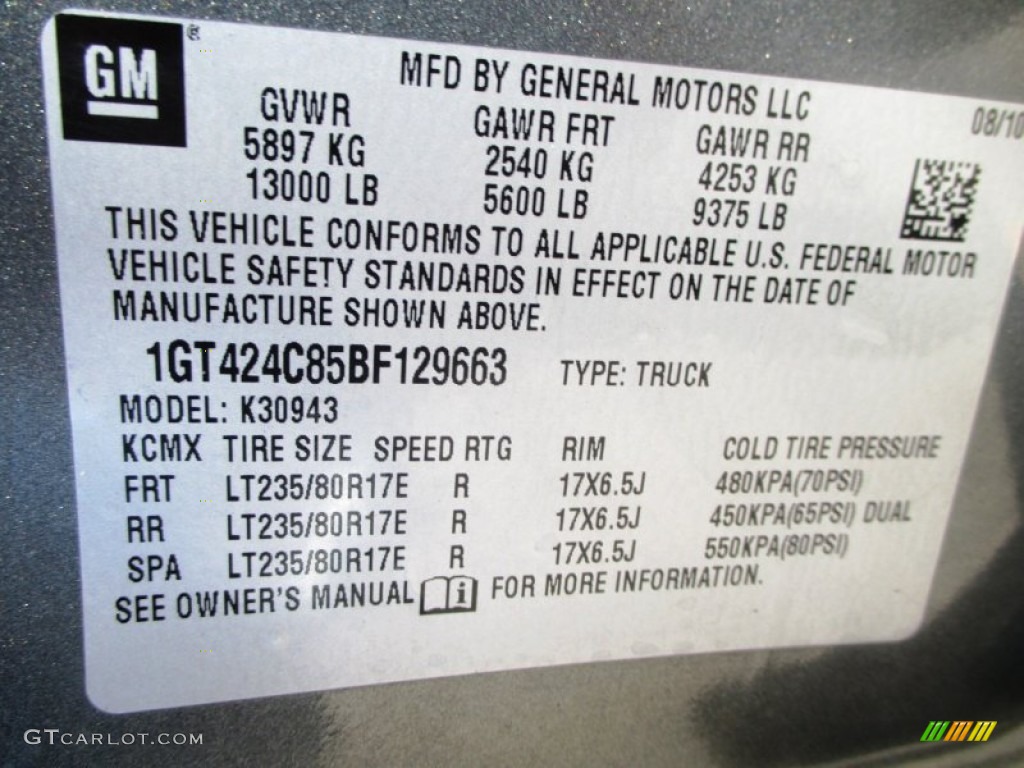 GM ®
MFD BY GENERAL MOTORS LLC
08/10
GVWR GAWR FRT GAWR RR
5897 KG 2540 KG 4253 KG
13000 LB 5600 LB 9375 LB
THIS VEHICLE CONFORMS TO ALL APPLICABLE U.S. FEDERAL MOTOR
VEHICLE SAFETY STANDARDS IN EFFECT ON THE DATE OF
MANUFACTURE SHOWN ABOVE.
1GT424C85BF129663 TYPE: TRUCK
MODEL: K30943
KCMX TIRE SIZE SPEED RTG RIM COLD TIRE PRESSURE
FRT LT235/80R17E R 17X6.5J 480KPA(70PSI)
RR LT235/80R17E R 17X6.5J 450KPA(65PSI) DUAL
SPA LT235/80R17E R 17X6.5J 550KPA(80PSI)
SEE OWNER'S MANUAL i FOR MORE INFORMATION.
GTCARLOT.COM